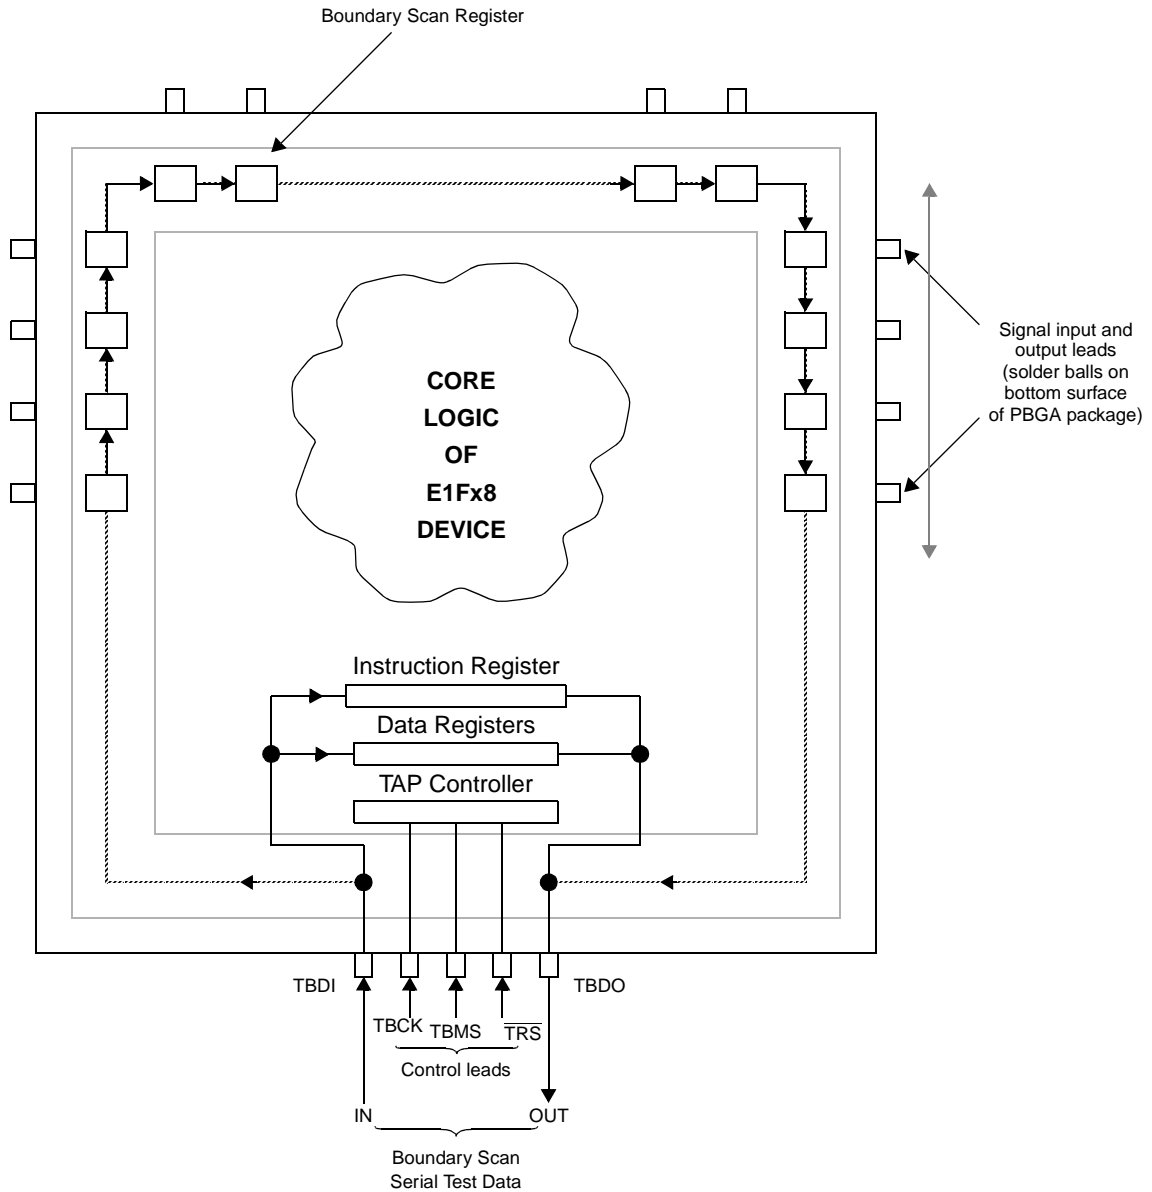 Boundary Scan Register
Signal input and
output leads
(solder balls on
bottom surface
of PBGA package)
CORE
LOGIC
OF
E1Fx8
DEVICE
Instruction Register
Data Registers
TAP Controller
TBDI
TBCK
TBMS
TRS
TBDO
Control leads
IN
OUT
Boundary Scan
Serial Test Data